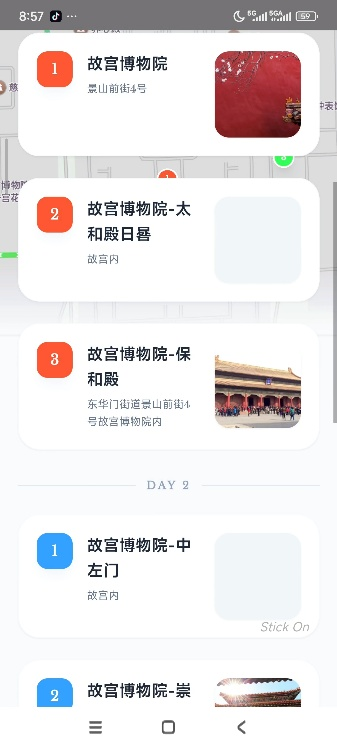 8:57
5G
5GA
59
1
故宫博物院
景山前街4号
2
故宫博物院-太
和殿日晷
故宫内
3
故宫博物院-保
和殿
东华门街道景山前街4
号故宫博物院内
DAY 2
1
故宫博物院-中
左门
故宫内
Stick On
2
故宫博物院-崇